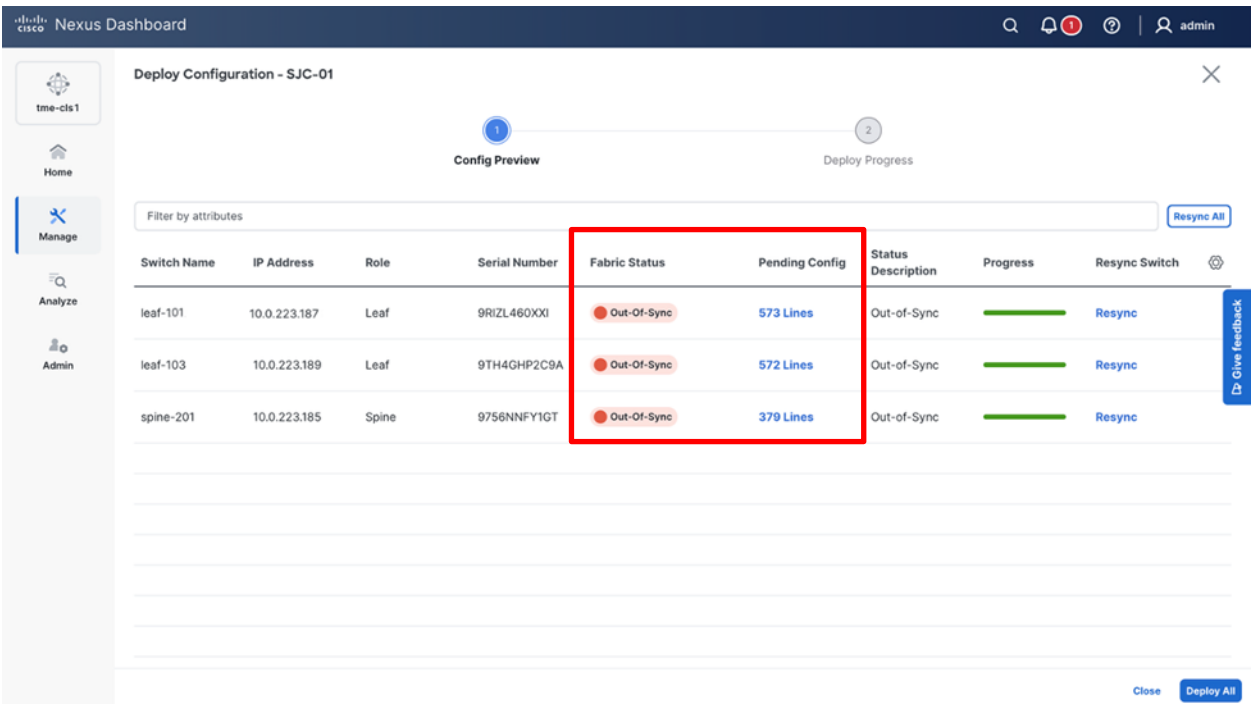 cisco Nexus Dashboard 1 admin
tme-cls1
Home
Manage
Analyze
Admin
Deploy Configuration - SJC-01
1 2
Config Preview Deploy Progress
Filter by attributes Resync All
Switch Name IP Address Role Serial Number Fabric Status Pending Config Status Description Progress Resync Switch
leaf-101 10.0.223.187 Leaf 9RIZL460XXI Out-Of-Sync 573 Lines Out-of-Sync Resync
leaf-103 10.0.223.189 Leaf 9TH4GHP2C9A Out-Of-Sync 572 Lines Out-of-Sync Resync
spine-201 10.0.223.185 Spine 9756NNFY1GT Out-Of-Sync 379 Lines Out-of-Sync Resync
Give feedback
Close Deploy All